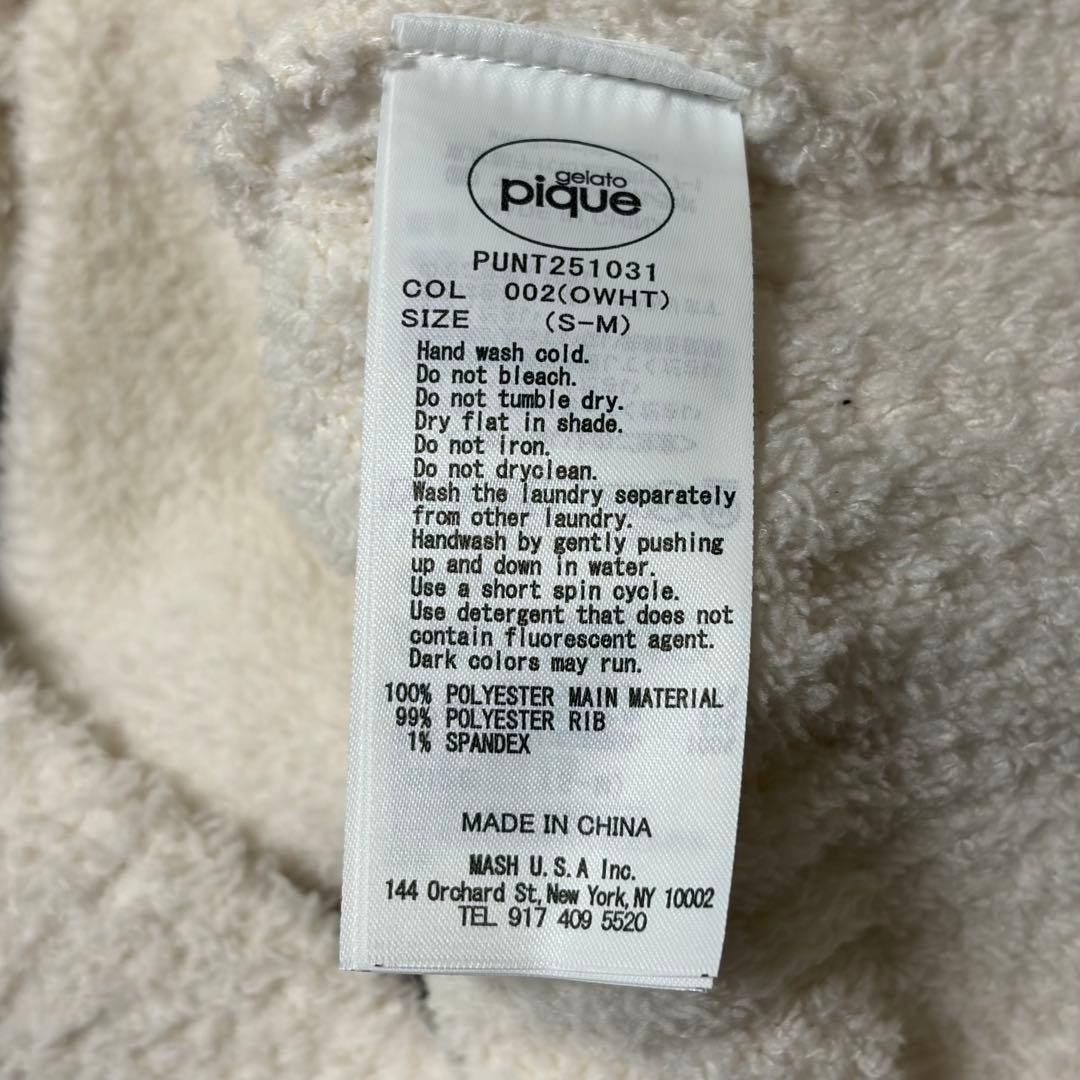 gelato
pique
PUNT251031
COL 002(OWHT)
SIZE (S-M)
Hand wash cold.
Do not bleach.
Do not tumble dry.
Dry flat in shade.
Do not iron.
Do not dryclean.
Wash the laundry separately
from other laundry.
Handwash by gently pushing
up and down in water.
Use a short spin cycle.
Use detergent that does not
contain fluorescent agent.
Dark colors may run.
100% POLYESTER MAIN MATERIAL
99% POLYESTER RIB
1% SPANDEX
MADE IN CHINA
MASH U.S.A Inc.
144 Orchard St, New York, NY 10002
TEL 917 409 5520